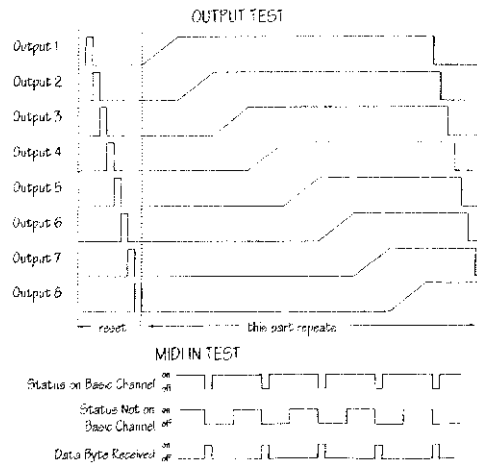 OUTPUT TEST
Output 1
Output 2
Output 3
Output 4
Output 5
Output 6
Output 7
Output 8
reset
this part repeats
MIDI IN TEST
Status on Basic Channel on off
Status Not on Basic Channel on off
Data Byte Received on off